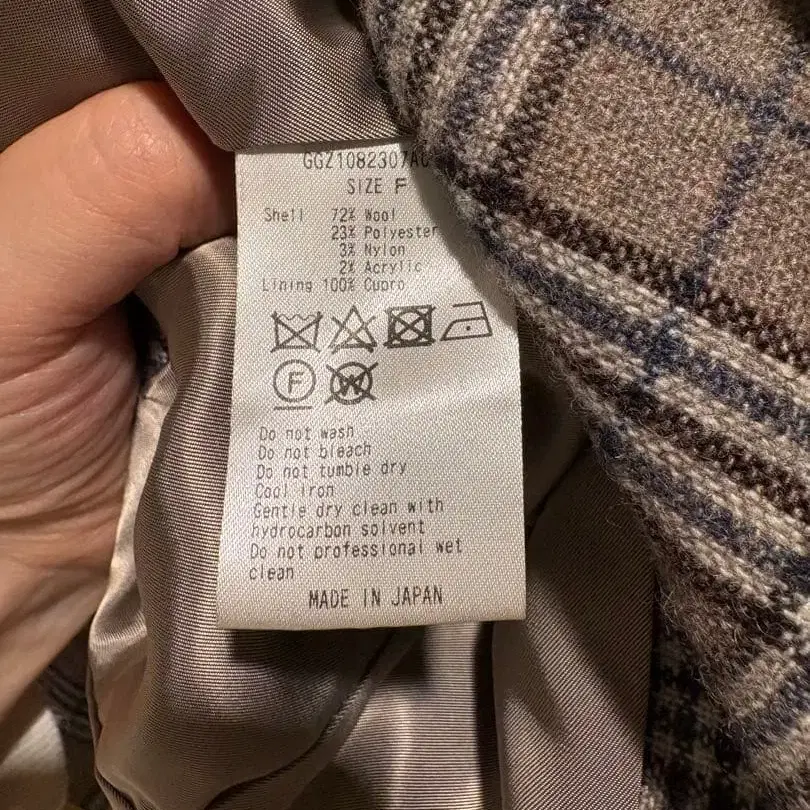 SIZE F
Shell 72% Wool
23% Polyester
3% Nylon
2% Acrylic
Lining 100% Cupro
F
W
Do not wash
Do not bleach
Do not tumble dry
Cool iron
Gentle dry clean with
hydrocarbon solvent
Do not professional wet
clean
MADE IN JAPAN